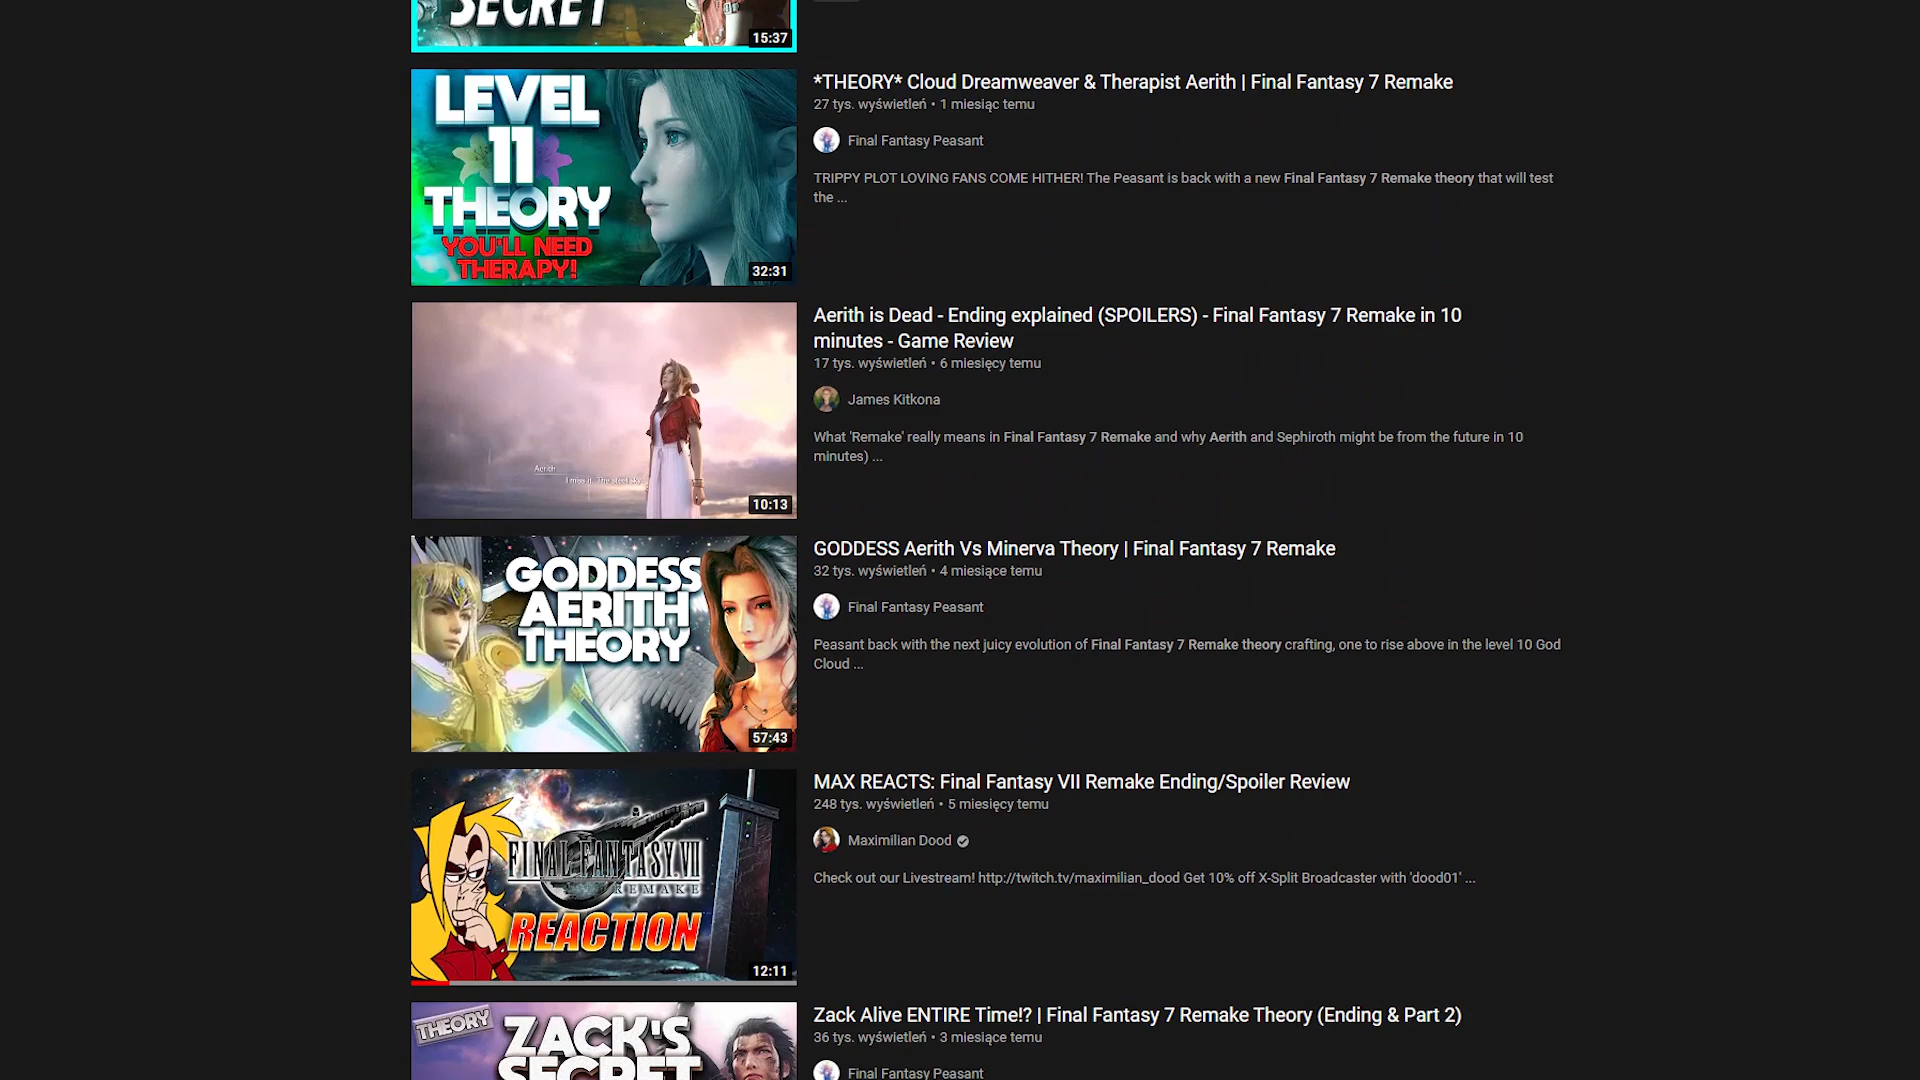 SECRET
15:37
LEVEL
11
THEORY
YOU'LL NEED
THERAPY!
32:31
*THEORY* Cloud Dreamweaver & Therapist Aerith | Final Fantasy 7 Remake
27 tys. wyświetleń • 1 miesiąc temu
Final Fantasy Peasant
TRIPPY PLOT LOVING FANS COME HITHER! The Peasant is back with a new Final Fantasy 7 Remake theory that will test
the ...
Aerith
I miss it. The steel sky.
10:13
Aerith is Dead - Ending explained (SPOILERS) - Final Fantasy 7 Remake in 10
minutes - Game Review
17 tys. wyświetleń • 6 miesięcy temu
James Kitkona
What 'Remake' really means in Final Fantasy 7 Remake and why Aerith and Sephiroth might be from the future in 10
minutes) ...
GODDESS
AERITH
THEORY
57:43
GODDESS Aerith Vs Minerva Theory | Final Fantasy 7 Remake
32 tys. wyświetleń • 4 miesiące temu
Final Fantasy Peasant
Peasant back with the next juicy evolution of Final Fantasy 7 Remake theory crafting, one to rise above in the level 10 God
Cloud ...
FINAL FANTASY VII
REMAKE
REACTION
12:11
MAX REACTS: Final Fantasy VII Remake Ending/Spoiler Review
248 tys. wyświetleń • 5 miesięcy temu
Maximilian Dood
Check out our Livestream! http://twitch.tv/maximilian_dood Get 10% off X-Split Broadcaster with 'dood01' ...
THEORY
ZACK'S
SECRET
Zack Alive ENTIRE Time!? | Final Fantasy 7 Remake Theory (Ending & Part 2)
36 tys. wyświetleń • 3 miesiące temu
Final Fantasy Peasant